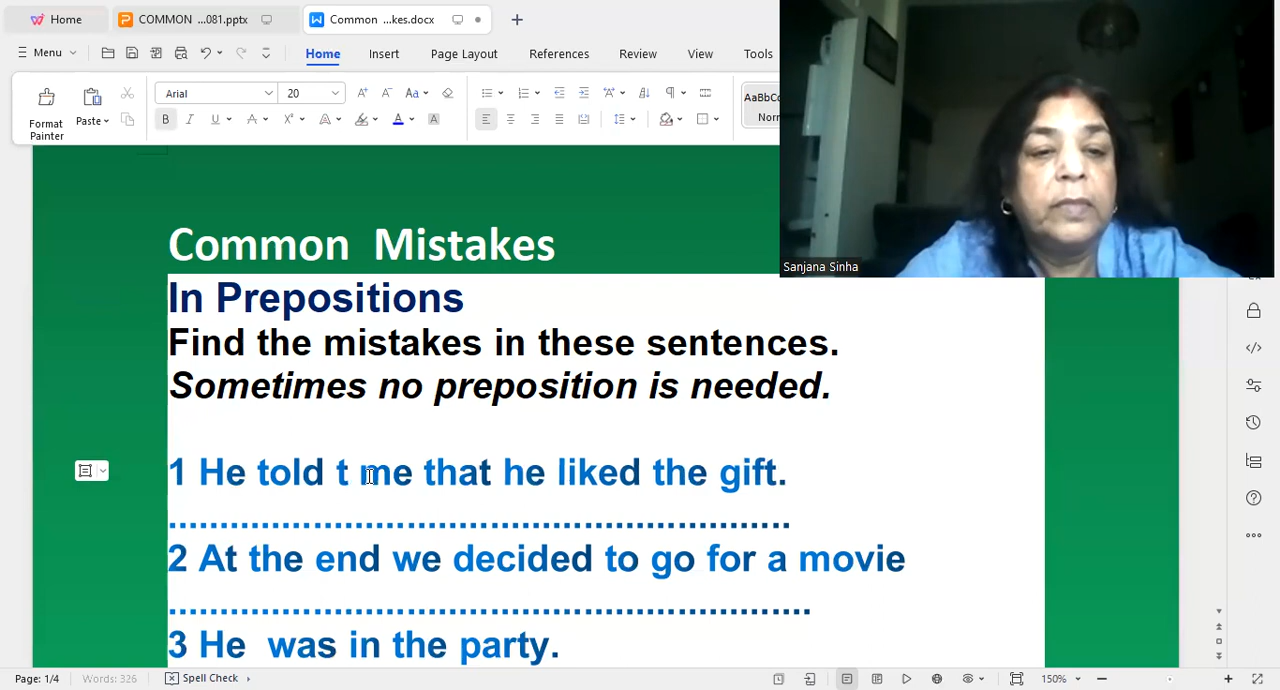 Home COMMON ...081.pptx Common ...kes.docx
Menu Home Insert Page Layout References Review View Tools
Format Painter Paste Arial 20 AaBbCc
Norr
Common Mistakes
In Prepositions
Find the mistakes in these sentences.
Sometimes no preposition is needed.
1 He told t me that he liked the gift.
............................................................
2 At the end we decided to go for a movie
..............................................................
3 He was in the party.
Sanjana Sinha
Page: 1/4 Words: 326 Spell Check 150%